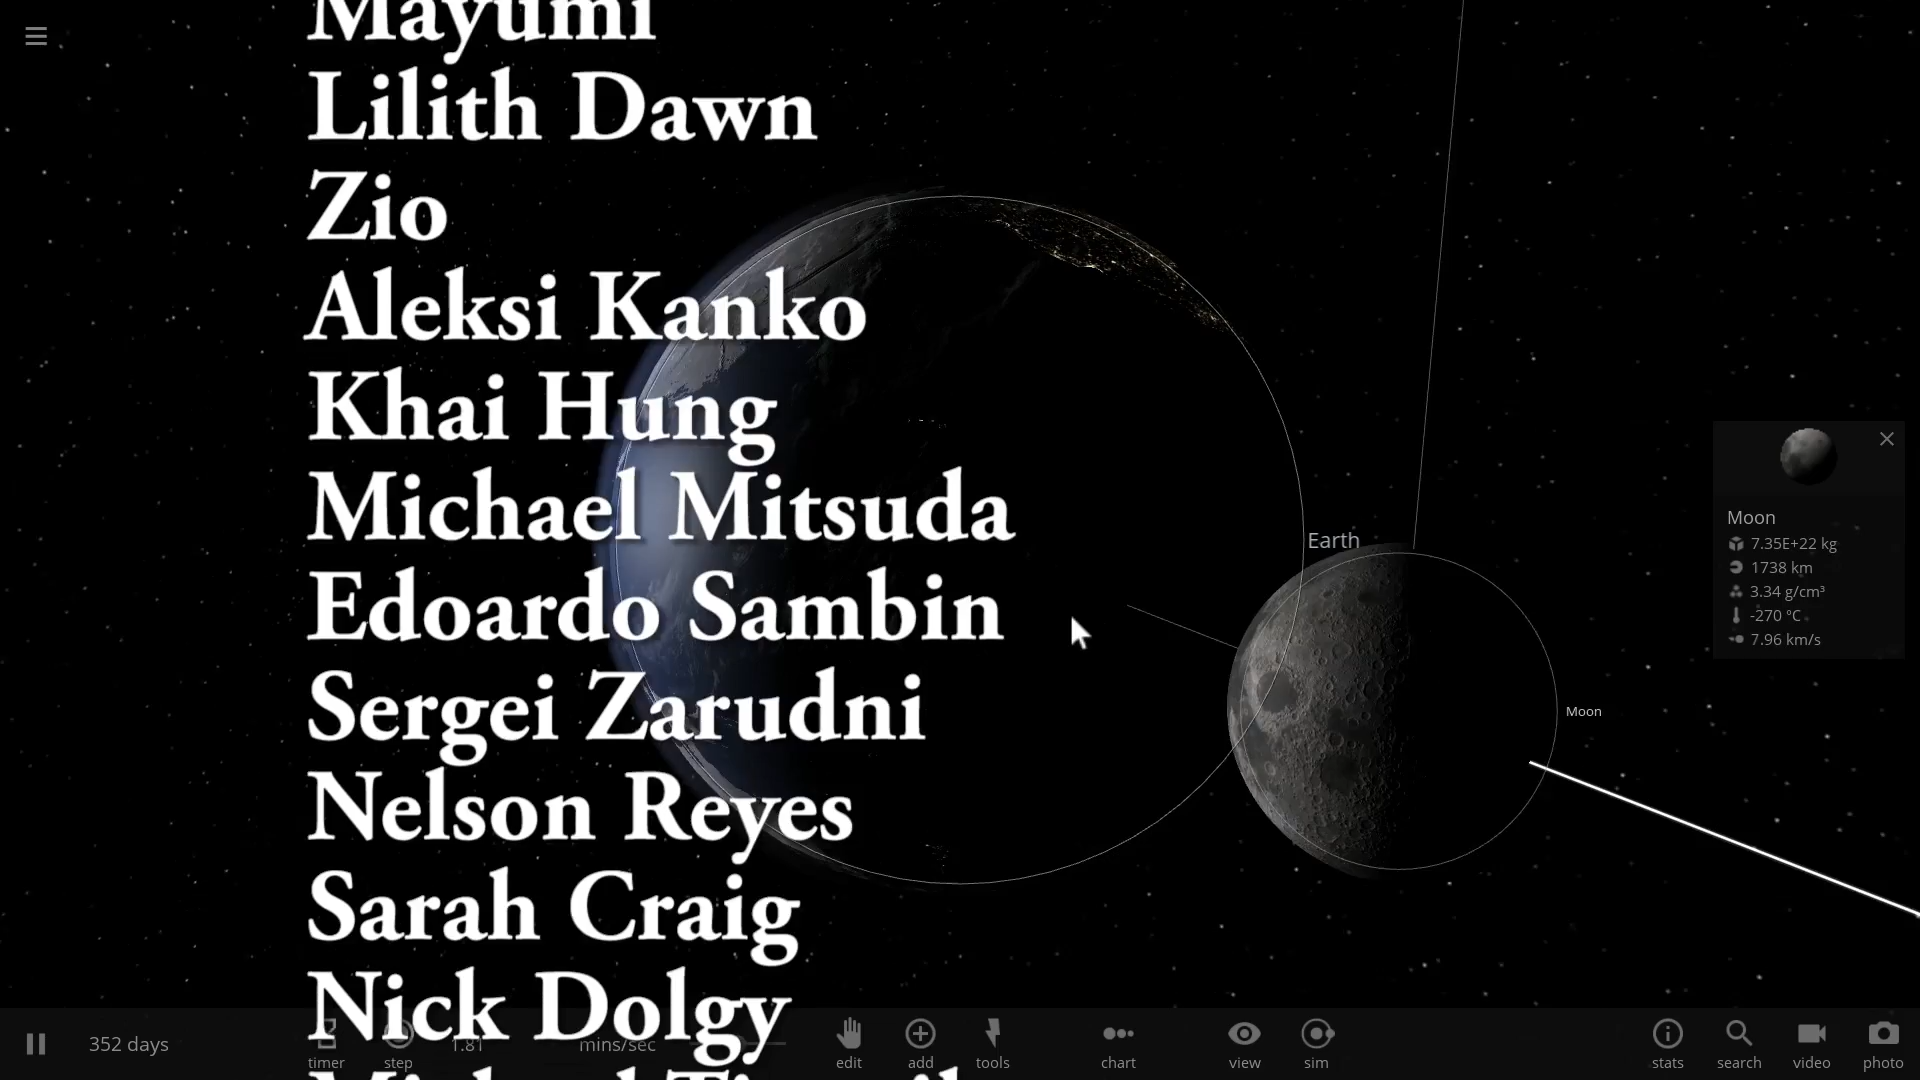 Mayumi
Lilith Dawn
Zio
Aleksi Kanko
Khai Hung
Michael Mitsuda
Edoardo Sambin
Sergei Zarudni
Nelson Reyes
Sarah Craig
Nick Dolgy
Earth
Moon
Moon
7.35E+22 kg
1738 km
3.34 g/cm³
-270 °C
7.96 km/s
352 days
timer
step
1.81
mins/sec
edit
add
tools
chart
view
sim
stats
search
video
photo